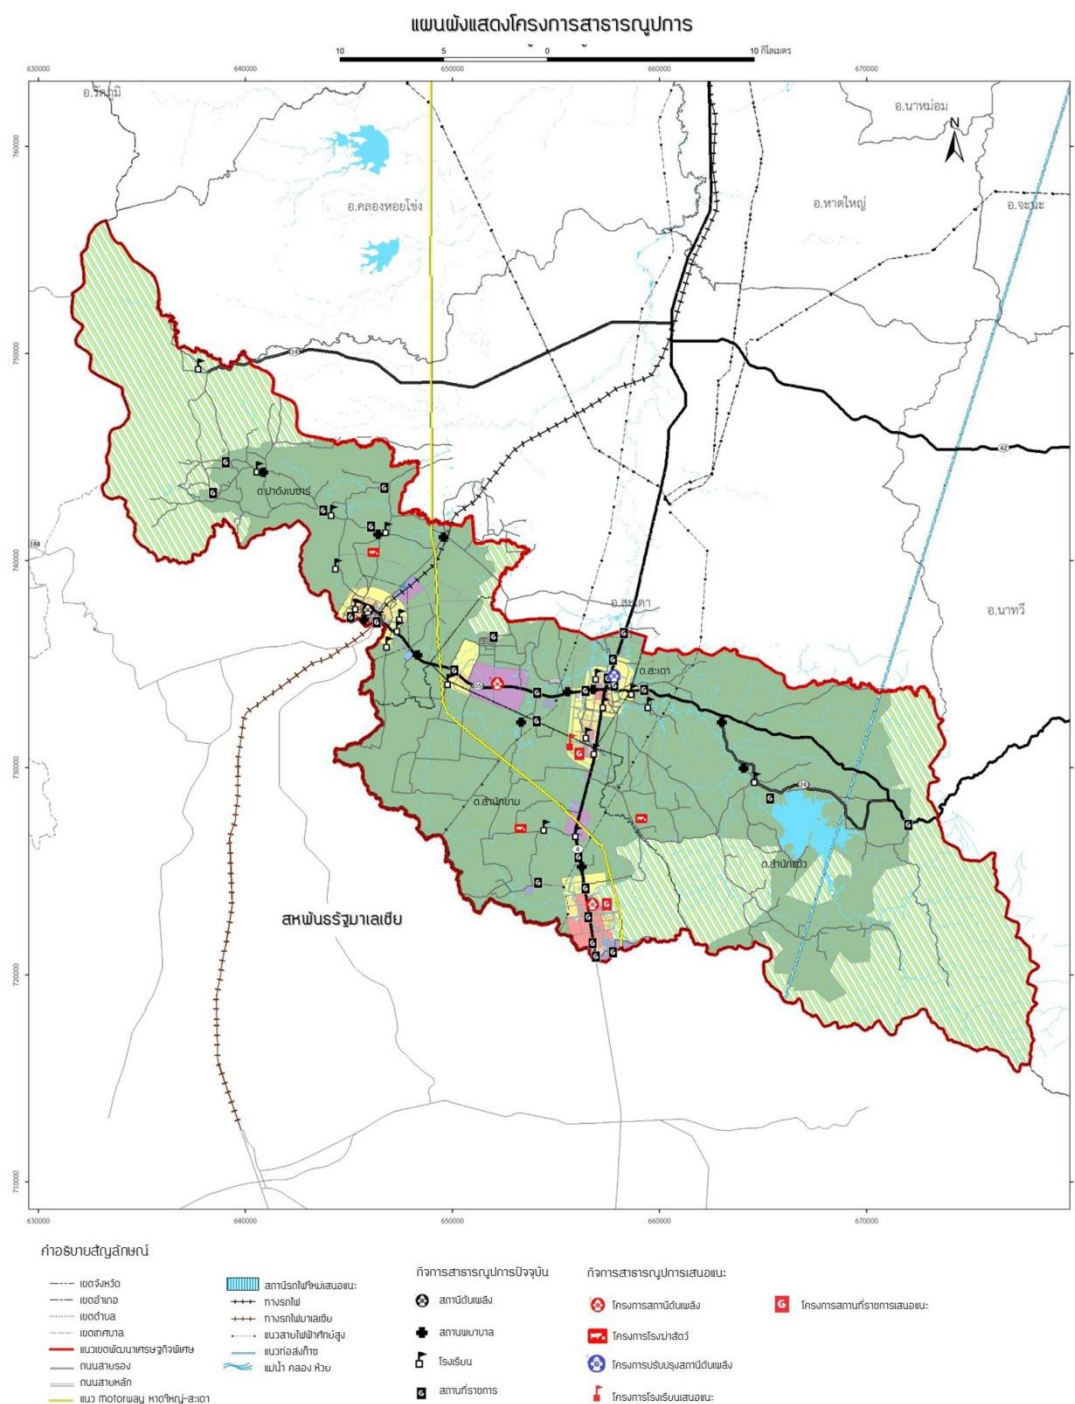 แผนผังแสดงโครงการสาธารณูปการ
10 5 0 10 กิโลเมตร
630000 640000 650000 660000 670000
อ.รัตภูมิ
อ.นาหม่อม
N
760000
อ.คลองหอยโข่ง
อ.หาดใหญ่
อ.จะนะ
750000
42
ต.ปาดังเบซาร์
740000
อ.สะเดา
อ.นาทวี
ต.สะเดา
730000
ต.สำนักขาม
4
ต.สำนักแต้ว
สหพันธรัฐมาเลเซีย
720000
710000
630000 640000 650000 660000 670000
คำอธิบายสัญลักษณ์
เขตจังหวัด
เขตอำเภอ
เขตตำบล
เขตเทศบาล
แนวเขตพัฒนาเศรษฐกิจพิเศษ
ถนนสายรอง
ถนนสายหลัก
แนว motorway หาดใหญ่-สะเดา
สถานีรถไฟใหม่เสนอแนะ
ทางรถไฟ
ทางรถไฟมาเลเซีย
แนวสายไฟฟ้าศักย์สูง
แนวท่อส่งก๊าซ
แม่น้ำ คลอง ห้วย
กิจการสาธารณูปการปัจจุบัน
สถานีดับเพลิง
สถานพยาบาล
โรงเรียน
G สถานที่ราชการ
กิจการสาธารณูปการเสนอแนะ
โครงการสถานีดับเพลิง
โครงการโรงฆ่าสัตว์
โครงการปรับปรุงสถานีดับเพลิง
โครงการโรงเรียนเสนอแนะ
G โครงการสถานที่ราชการเสนอแนะ